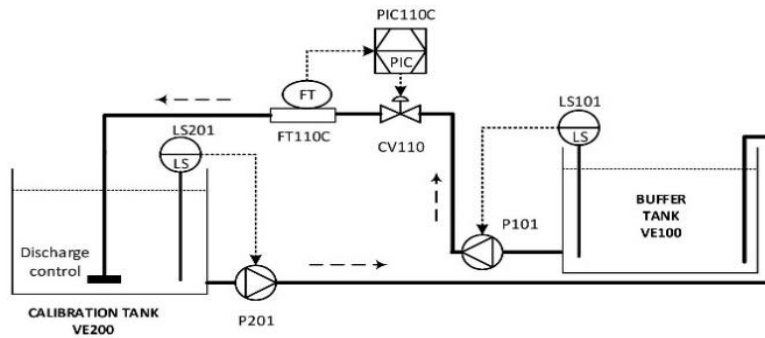 PIC110C
PIC
FT
LS101
LS
LS201
LS
FT110C
CV110
P101
BUFFER
TANK
VE100
Discharge
control
P201
CALIBRATION TANK
VE200